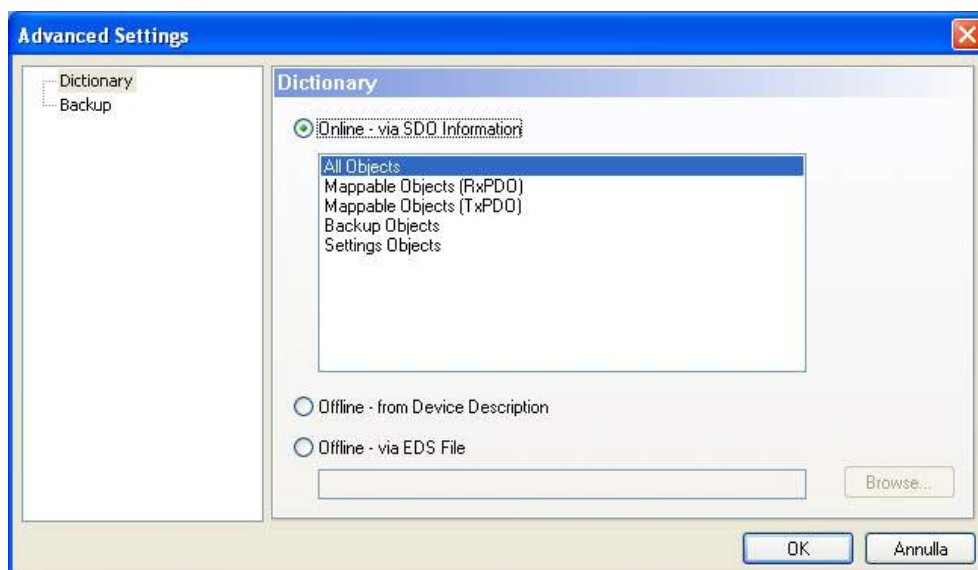 Advanced Settings
Dictionary
Backup
Dictionary
Online - via SDO Information
All Objects
Mappable Objects (RxPDO)
Mappable Objects (TxPDO)
Backup Objects
Settings Objects
Offline - from Device Description
Offline - via EDS File
Browse...
OK
Annulla